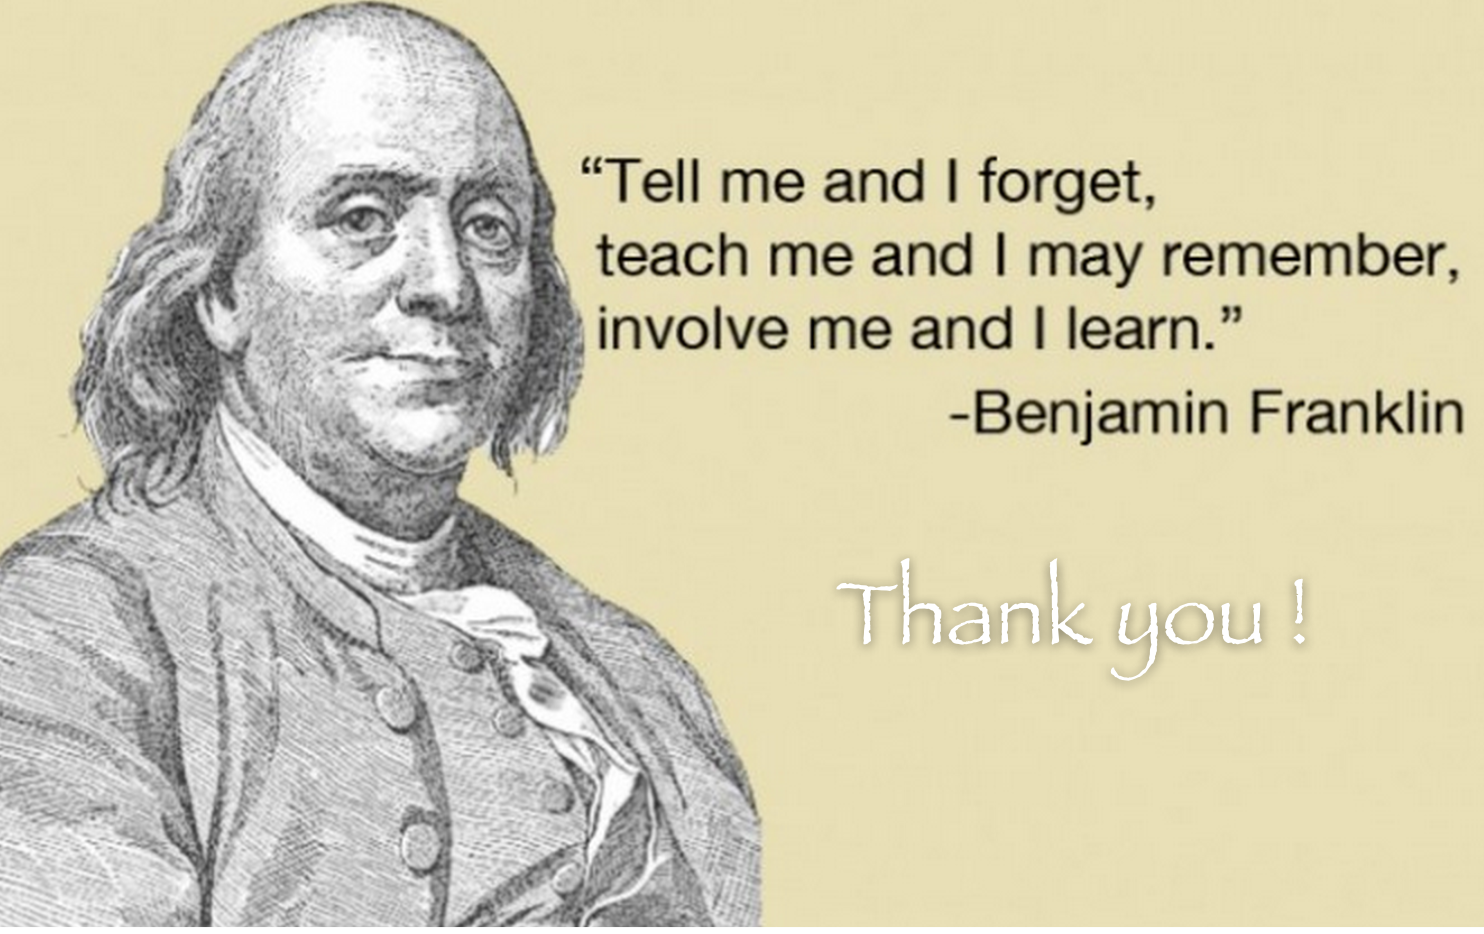 “Tell me and I forget,
teach me and I may remember,
involve me and I learn.”
-Benjamin Franklin
Thank you !